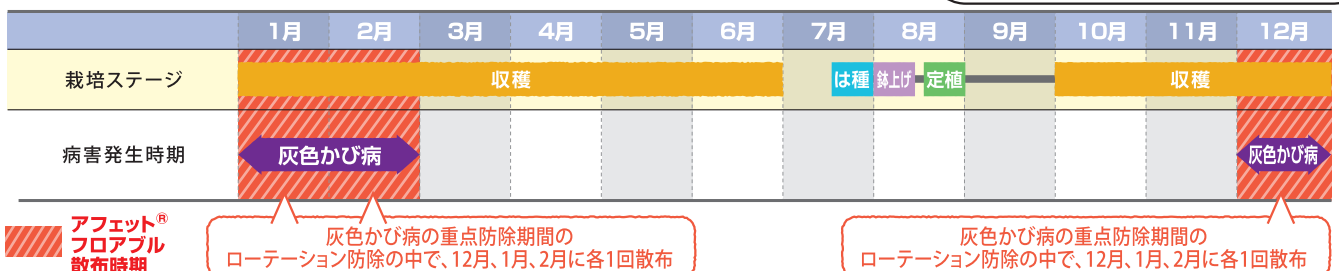 1月 2月 3月 4月 5月 6月 7月 8月 9月 10月 11月 12月
栽培ステージ 収穫 は種 鉢上げ 定植 収穫
病害発生時期 灰色かび病 灰色かび病
アフェット®
フロアブル
散布時期
灰色かび病の重点防除期間の
ローテーション防除の中で、12月、1月、2月に各1回散布
灰色かび病の重点防除期間の
ローテーション防除の中で、12月、1月、2月に各1回散布